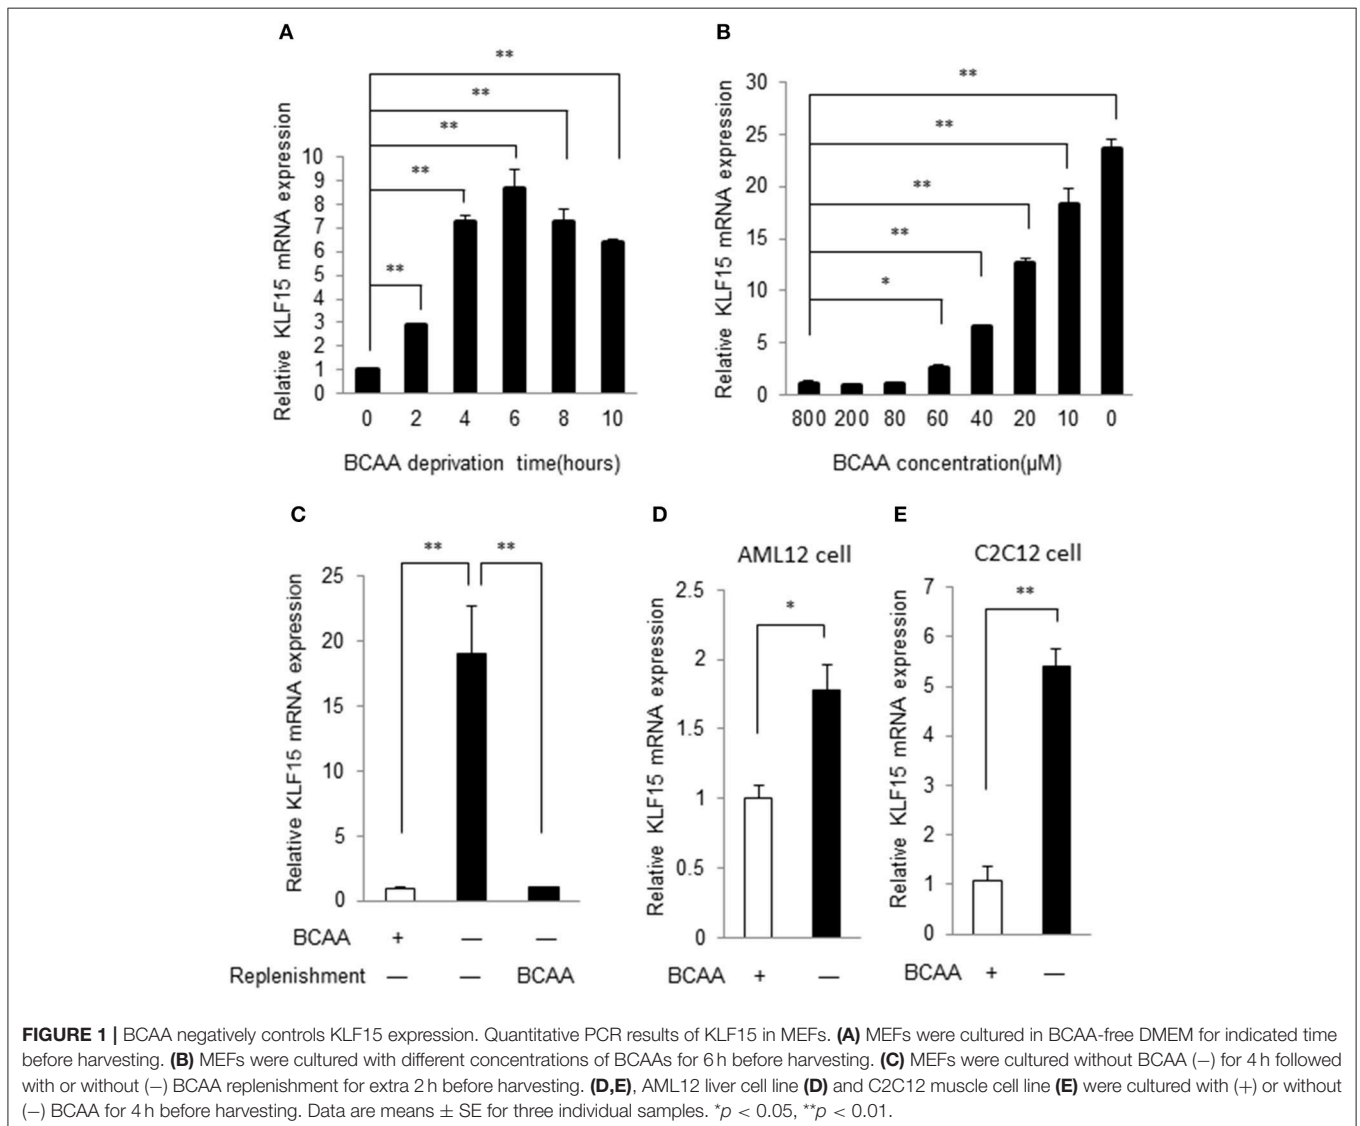 A
**
**
**
**
**
Relative KLF15 mRNA expression
10
9
8
7
6
5
4
3
2
1
0
0 2 4 6 8 10
BCAA deprivation time(hours)
B
**
**
**
**
*
Relative KLF15 mRNA expression
30
25
20
15
10
5
0
800 200 80 60 40 20 10 0
BCAA concentration(µM)
C
** **
Relative KLF15 mRNA expression
25
20
15
10
5
0
BCAA + — —
Replenishment — — BCAA
D
AML12 cell
*
Relative KLF15 mRNA expression
2.5
2
1.5
1
0.5
0
BCAA + —
E
C2C12 cell
**
Relative KLF15 mRNA expression
7
6
5
4
3
2
1
0
BCAA + —
FIGURE 1 | BCAA negatively controls KLF15 expression. Quantitative PCR results of KLF15 in MEFs. (A) MEFs were cultured in BCAA-free DMEM for indicated time
before harvesting. (B) MEFs were cultured with different concentrations of BCAAs for 6 h before harvesting. (C) MEFs were cultured without BCAA (−) for 4 h followed
with or without (−) BCAA replenishment for extra 2 h before harvesting. (D,E), AML12 liver cell line (D) and C2C12 muscle cell line (E) were cultured with (+) or without
(−) BCAA for 4 h before harvesting. Data are means ± SE for three individual samples. *p < 0.05, **p < 0.01.